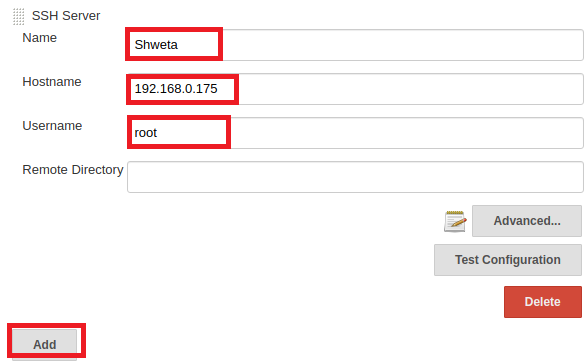 SSH Server
Name
Shweta
Hostname
192.168.0.175
Username
root
Remote Directory
Advanced...
Test Configuration
Delete
Add